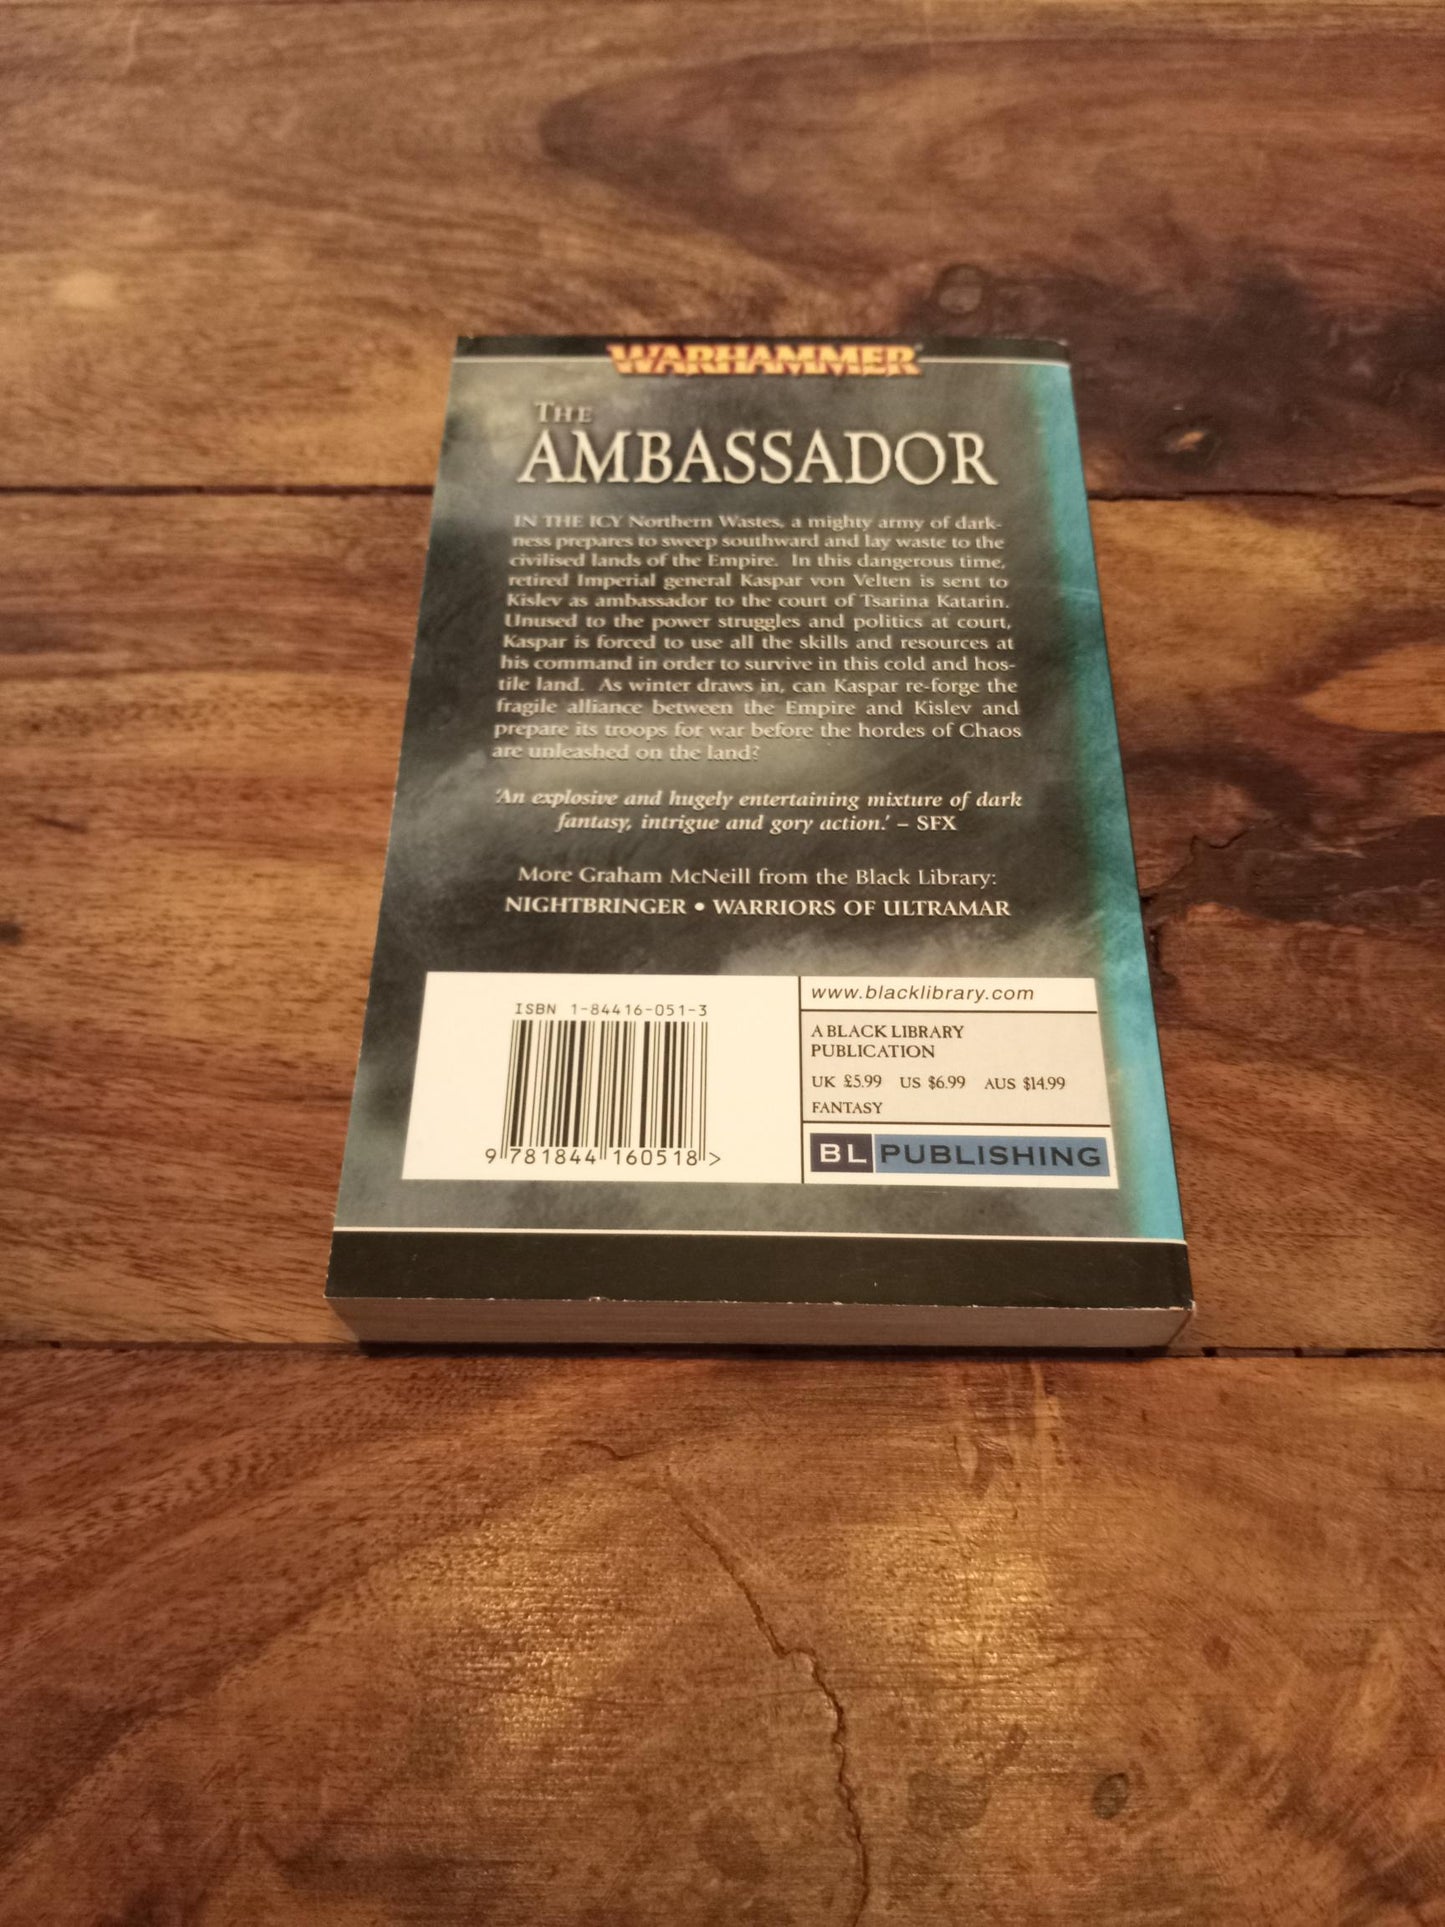 WARHAMMER
THE
AMBASSADOR
IN THE ICY Northern Wastes, a mighty army of dark-
ness prepares to sweep southward and lay waste to the
civilised lands of the Empire. In this dangerous time,
retired Imperial general Kaspar von Velten is sent to
Kislev as ambassador to the court of Tsarina Katarin.
Unused to the power struggles and politics at court,
Kaspar is forced to use all the skills and resources at
his command in order to survive in this cold and hos-
tile land. As winter draws in, can Kaspar re-forge the
fragile alliance between the Empire and Kislev and
prepare its troops for war before the hordes of Chaos
are unleashed on the land?
'An explosive and hugely entertaining mixture of dark
fantasy, intrigue and gory action.' – SFX
More Graham McNeill from the Black Library:
NIGHTBRINGER • WARRIORS OF ULTRAMAR
ISBN 1-84416-051-3
9 781844 160518 >
www.blacklibrary.com
A BLACK LIBRARY
PUBLICATION
UK £5.99 US $6.99 AUS $14.99
FANTASY
BL PUBLISHING